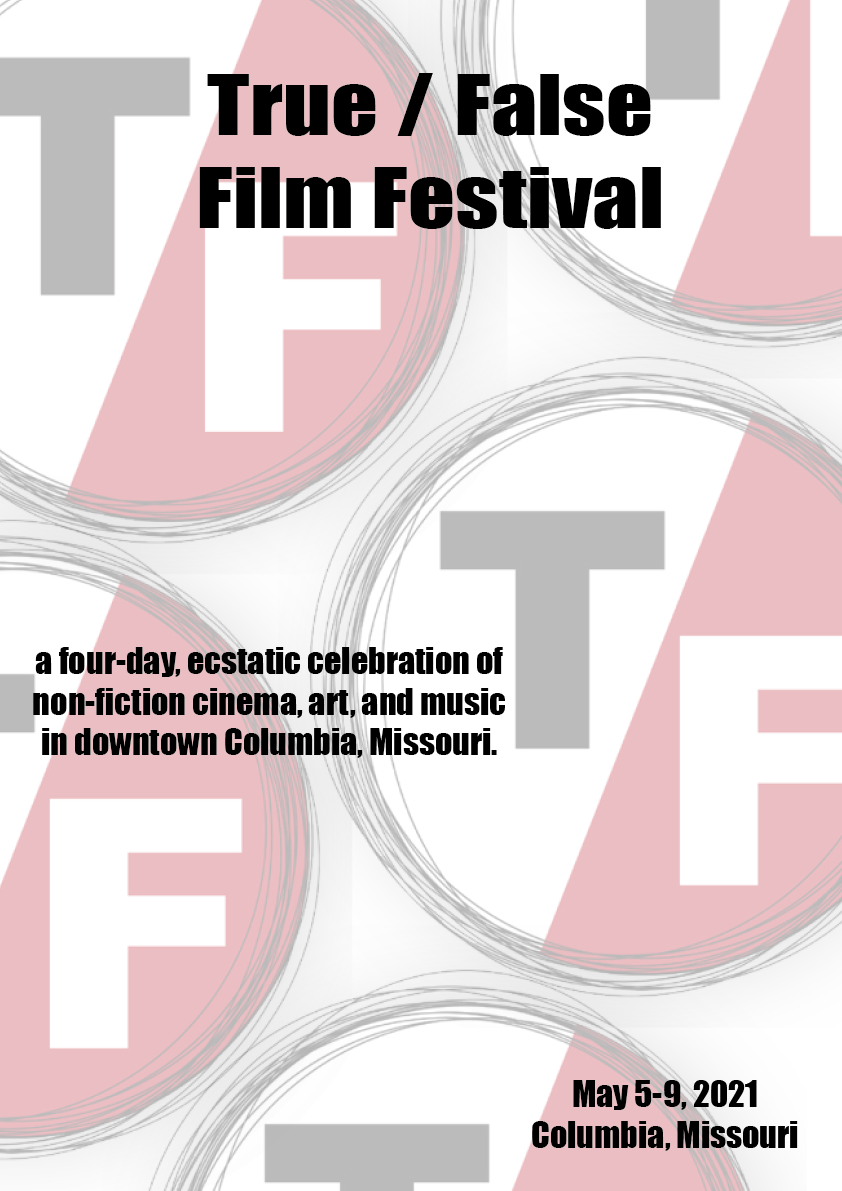 True / False
Film Festival
T
F
T
T
F
a four-day, ecstatic celebration of
non-fiction cinema, art, and music
in downtown Columbia, Missouri.
F
May 5-9, 2021
Columbia, Missouri
T